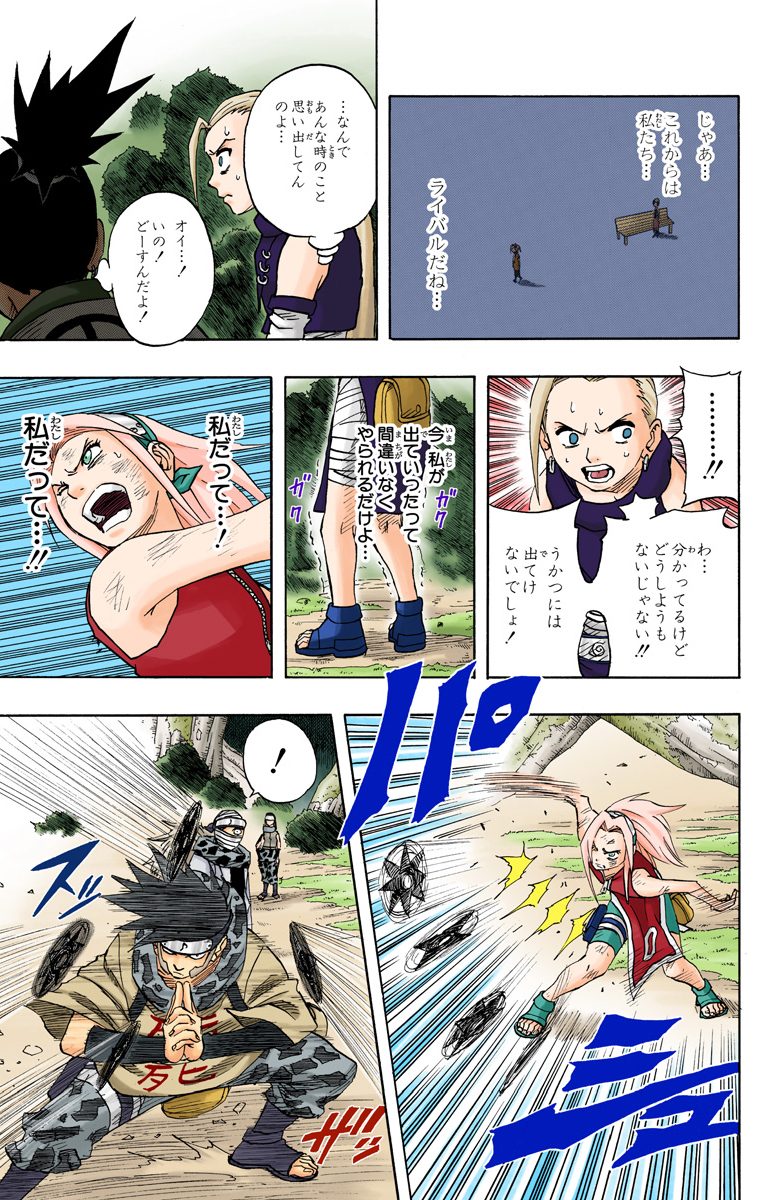 じゃあ…
これからは
私たち…
ライバルだね…
…なんで
あんな時のこと
思い出してん
のよ…
オイ…！
いの！
どーすんだよ！
………!!
わ…
分かってるけど
どうしようも
ないじゃない!!
うかつには
出てけ
ないでしょ！
今 私が
出ていったって
間違いなく
やられるだけよ…
ガク
ガク
私だって…！
私だって…!!
パ
シュ
！
スッ
ザッ
死
死